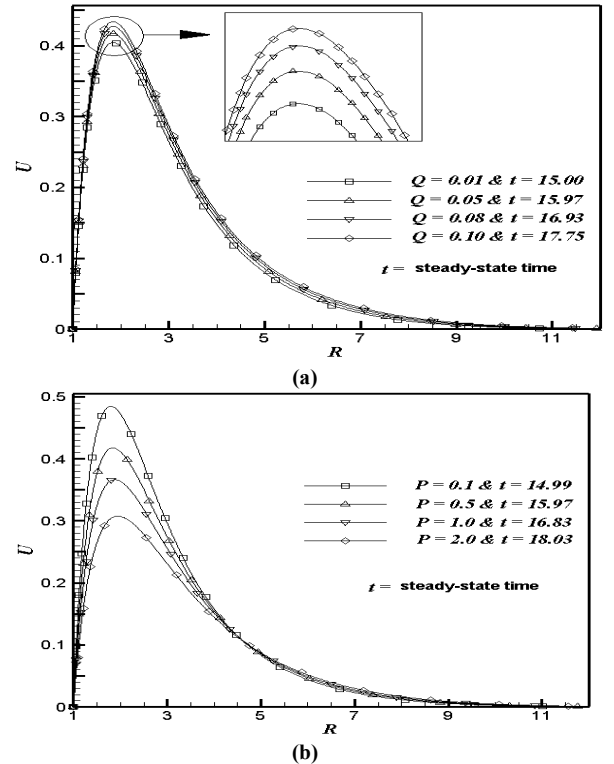 0.4
0.3
0.2
0.1
0
U
Q = 0.01 & t = 15.00
Q = 0.05 & t = 15.97
Q = 0.08 & t = 16.93
Q = 0.10 & t = 17.75
t = steady-state time
1 3 5 7 9 11
R
(a)
0.5
0.4
0.3
0.2
0.1
0
U
P = 0.1 & t = 14.99
P = 0.5 & t = 15.97
P = 1.0 & t = 16.83
P = 2.0 & t = 18.03
t = steady-state time
1 3 5 7 9 11
R
(b)